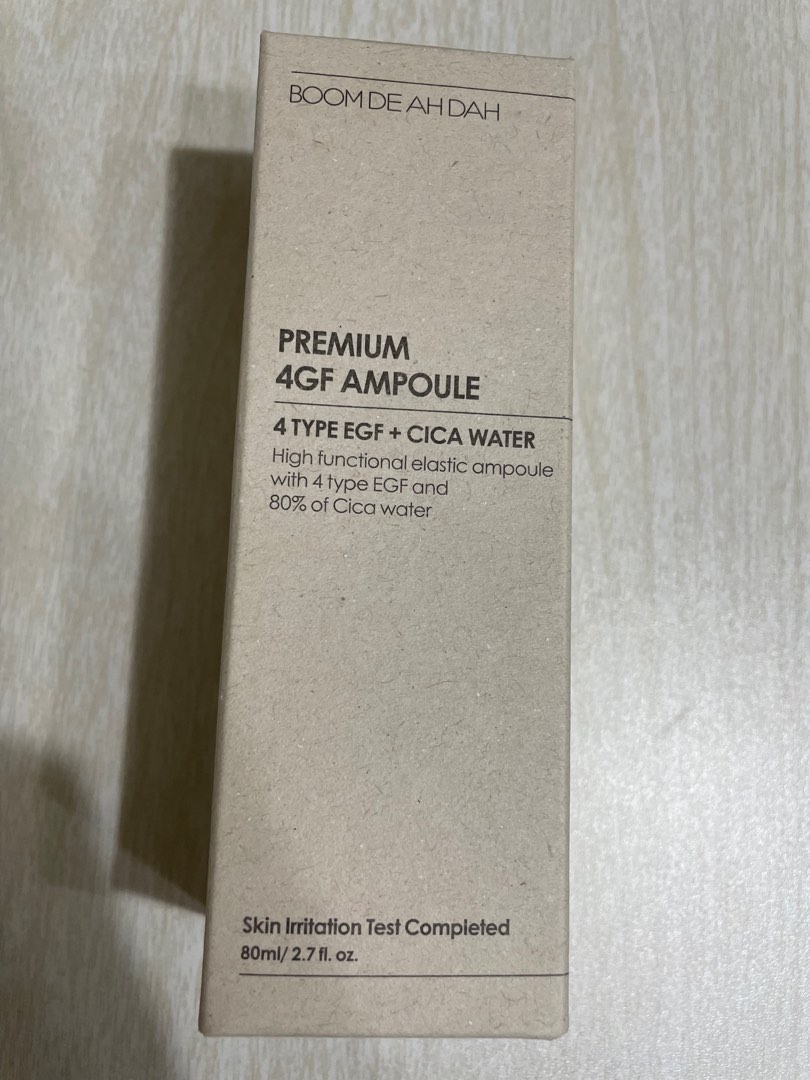 BOOM DE AH DAH
PREMIUM
4GF AMPOULE
4 TYPE EGF + CICA WATER
High functional elastic ampoule
with 4 type EGF and
80% of Cica water
Skin Irritation Test Completed
80ml/ 2.7 fl. oz.